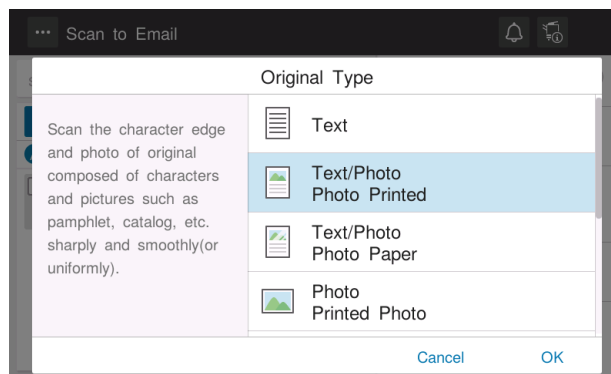 Scan to Email
Original Type
Scan the character edge
and photo of original
composed of characters
and pictures such as
pamphlet, catalog, etc.
sharply and smoothly(or
uniformly).
Text
Text/Photo
Photo Printed
Text/Photo
Photo Paper
Photo
Printed Photo
Cancel
OK